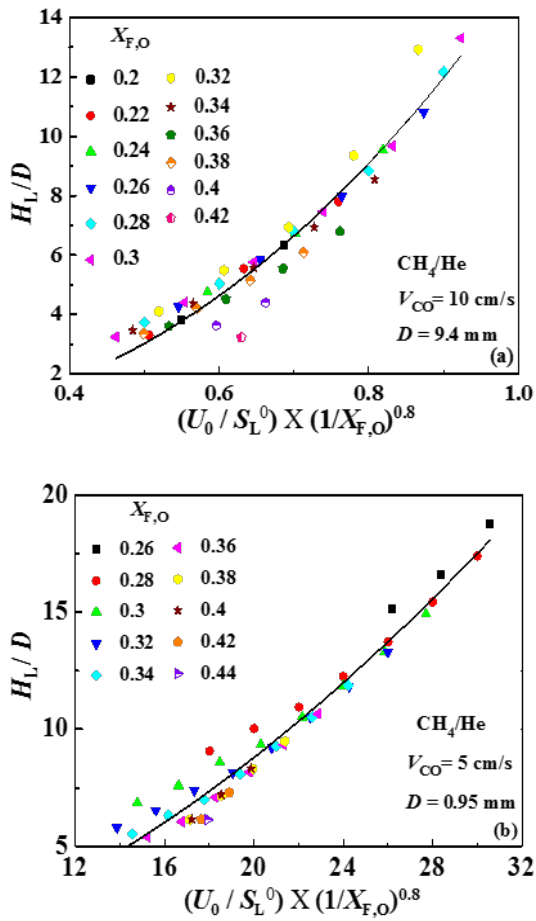 14
12
10
8
6
4
2
0.4 0.6 0.8 1.0
H_L/D
X_F,O
0.2 0.32
0.22 0.34
0.24 0.36
0.26 0.38
0.28 0.4
0.3 0.42
CH₄/He
V_CO= 10 cm/s
D = 9.4 mm
(a)
(U₀ / S_L⁰) X (1/X_F,O)^0.8
20
15
10
5
12 16 20 24 28 32
H_L/ D
X_F,O
0.26 0.36
0.28 0.38
0.3 0.4
0.32 0.42
0.34 0.44
CH₄/He
V_CO= 5 cm/s
D = 0.95 mm
(b)
(U₀ / S_L⁰) X (1/X_F,O)^0.8